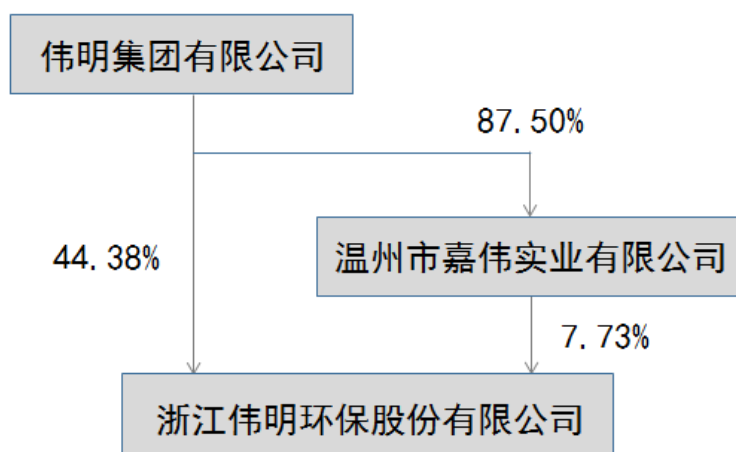 伟明集团有限公司
87.50%
44.38%
温州市嘉伟实业有限公司
7.73%
浙江伟明环保股份有限公司